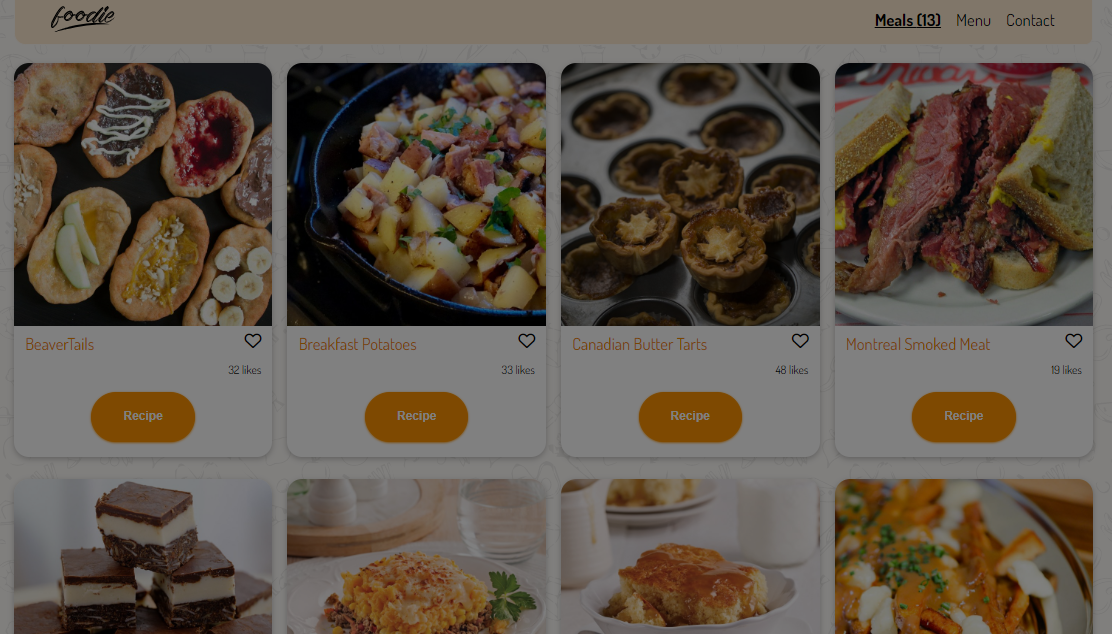 foodie
Meals (13) Menu Contact
BeaverTails
32 likes
Recipe
Breakfast Potatoes
33 likes
Recipe
Canadian Butter Tarts
48 likes
Recipe
Montreal Smoked Meat
19 likes
Recipe